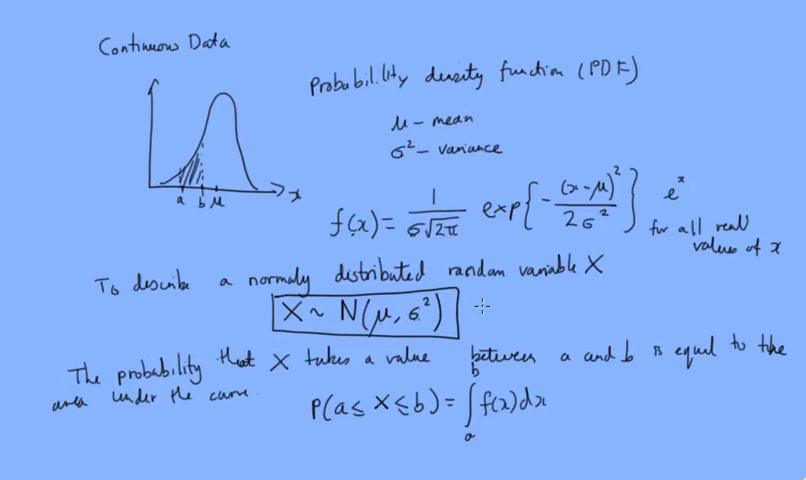 Continuous Data
Probability density function (PDF)
μ – mean
σ² – variance
a b μ x
f(x) = 1/(σ√2π) exp{ -(x-μ)²/2σ² } eˣ
for all real
values of x
To describe a normaly distributed random variable X
X ~ N(μ, σ²)
The probability that X takes a value between a and b is equal to the
area under the curve.
P(a ≤ X ≤ b) = ∫ₐᵇ f(x)dx